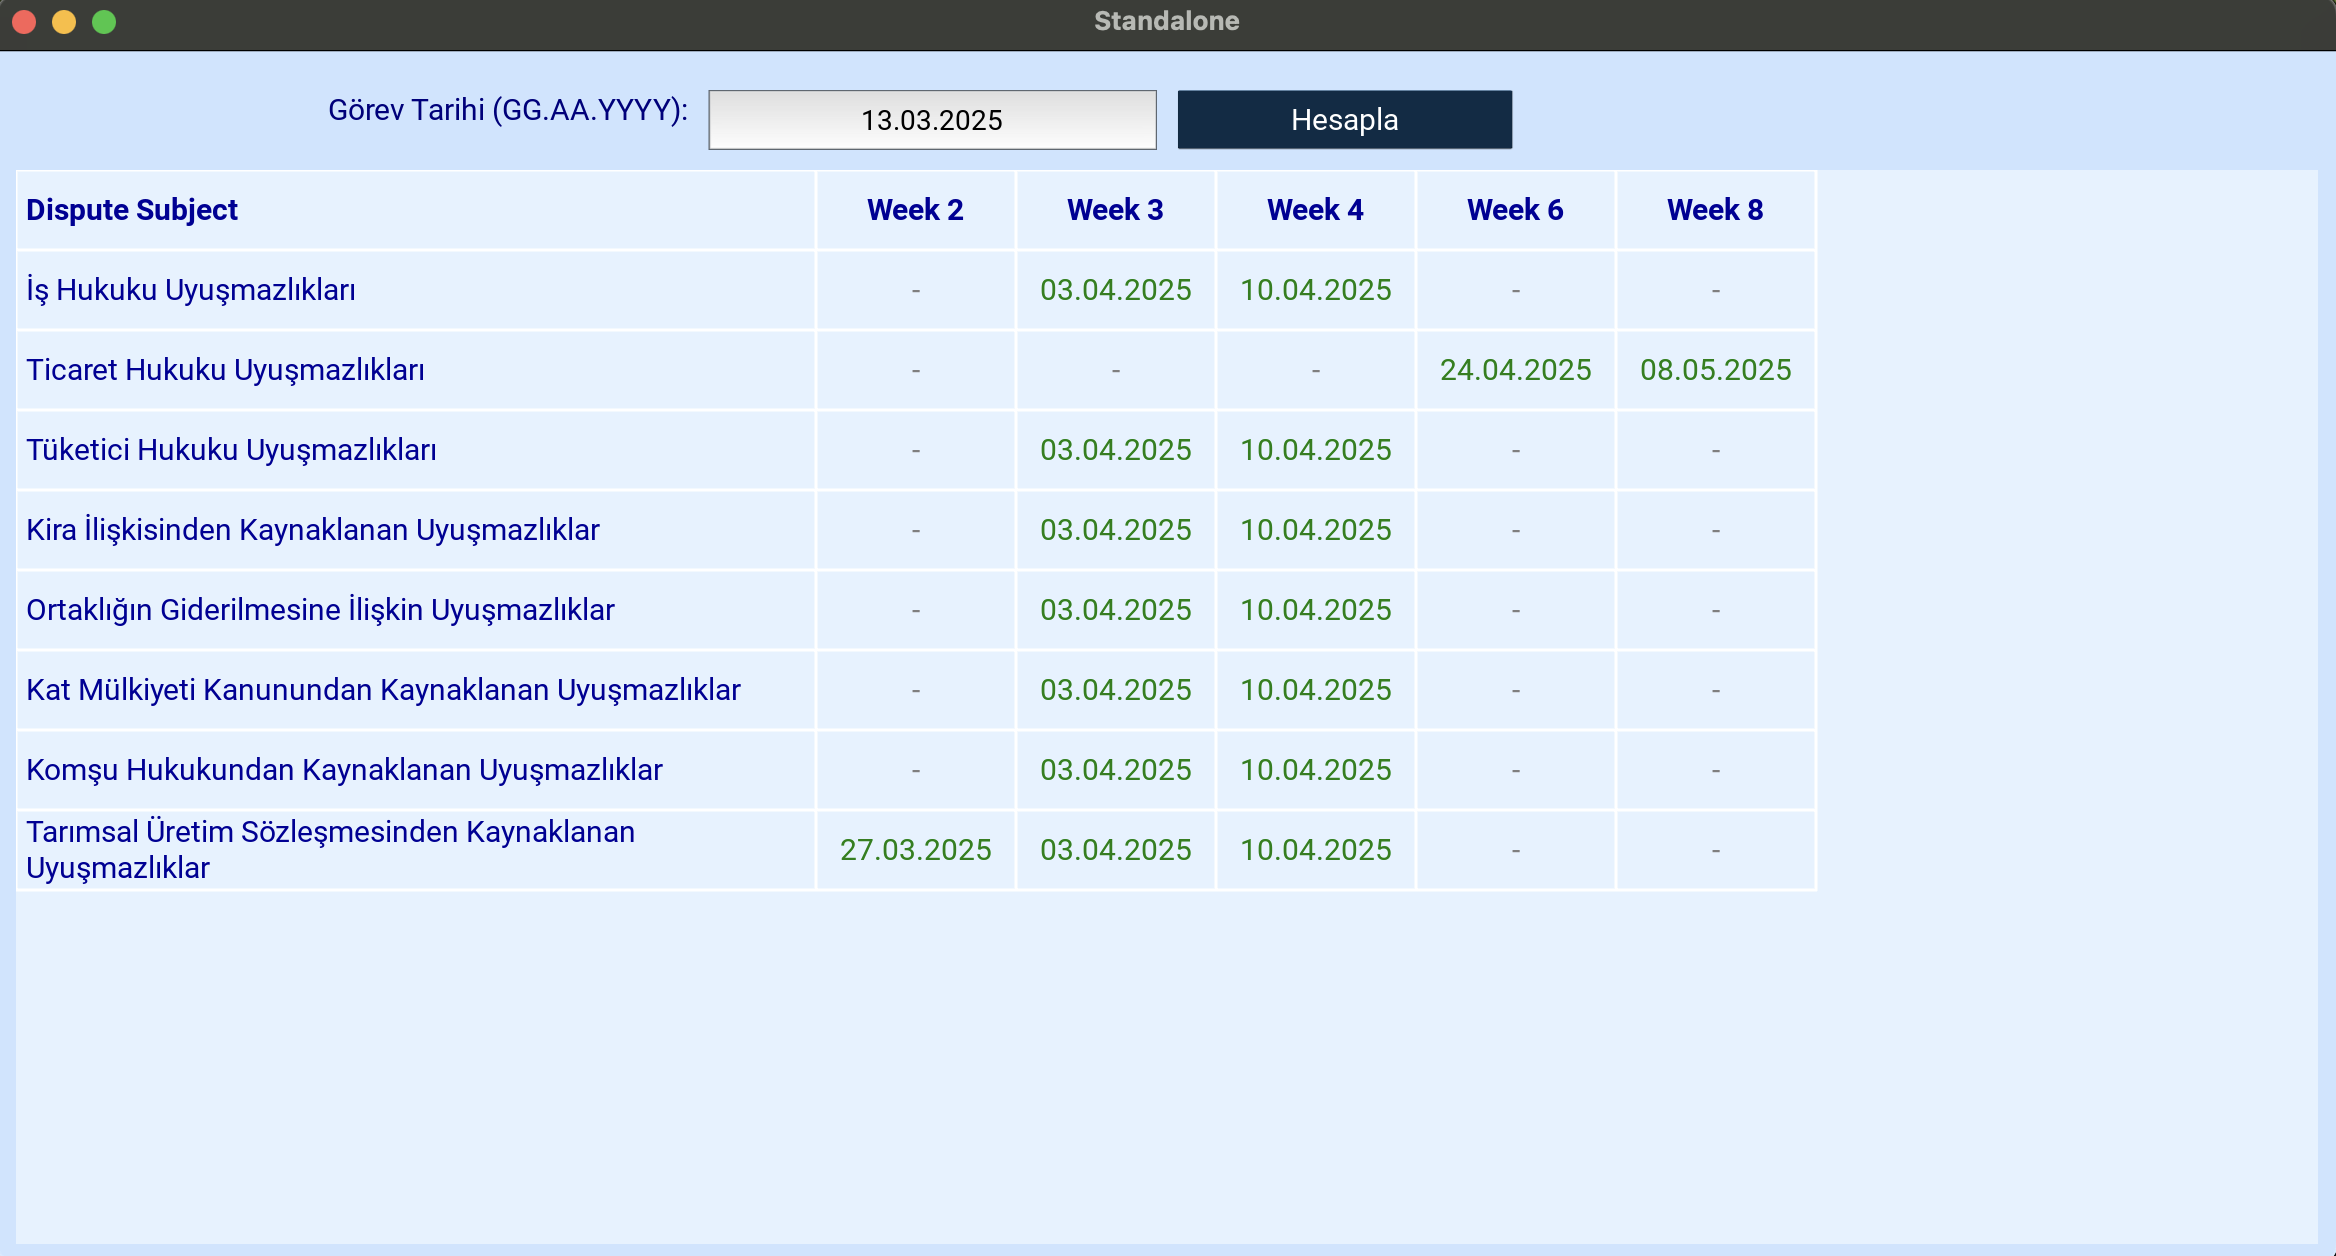 Standalone
Görev Tarihi (GG.AA.YYYY): 13.03.2025 Hesapla
Dispute Subject Week 2 Week 3 Week 4 Week 6 Week 8
İş Hukuku Uyuşmazlıkları - 03.04.2025 10.04.2025 - -
Ticaret Hukuku Uyuşmazlıkları - - - 24.04.2025 08.05.2025
Tüketici Hukuku Uyuşmazlıkları - 03.04.2025 10.04.2025 - -
Kira İlişkisinden Kaynaklanan Uyuşmazlıklar - 03.04.2025 10.04.2025 - -
Ortaklığın Giderilmesine İlişkin Uyuşmazlıklar - 03.04.2025 10.04.2025 - -
Kat Mülkiyeti Kanunundan Kaynaklanan Uyuşmazlıklar - 03.04.2025 10.04.2025 - -
Komşu Hukukundan Kaynaklanan Uyuşmazlıklar - 03.04.2025 10.04.2025 - -
Tarımsal Üretim Sözleşmesinden Kaynaklanan
Uyuşmazlıklar 27.03.2025 03.04.2025 10.04.2025 - -